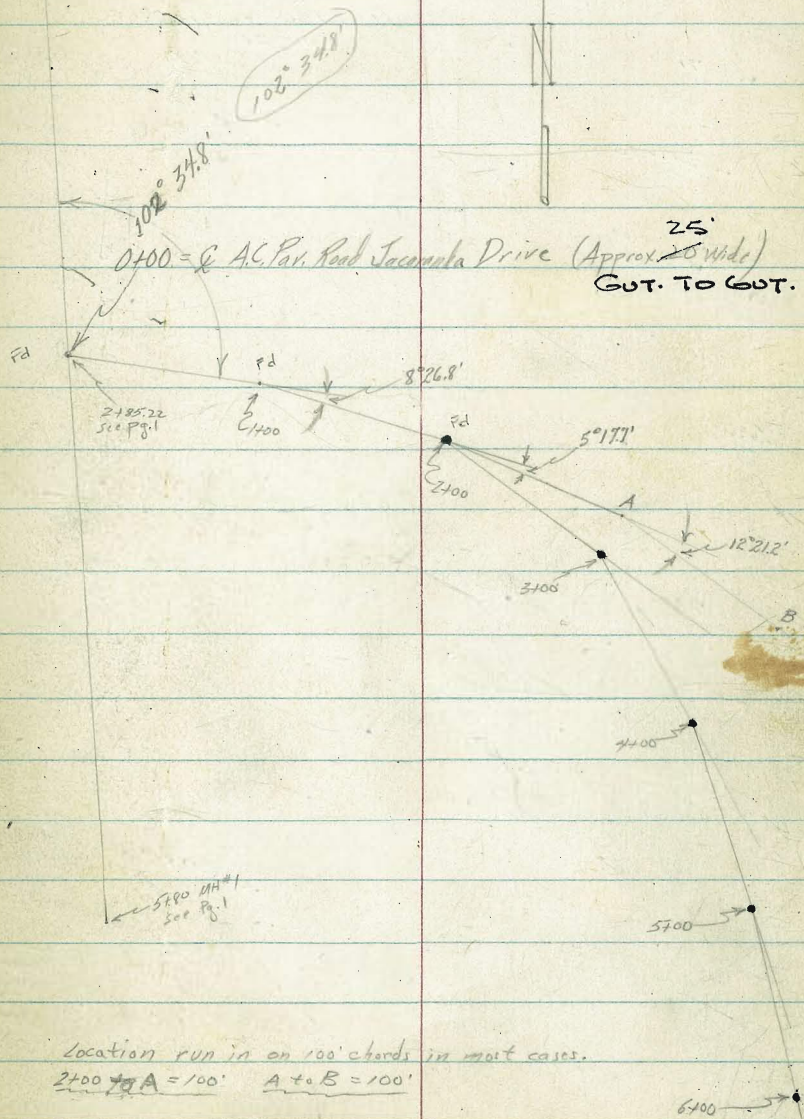 102° 34.8'
N
102° 34.8'
25'
0+00 = ℄ A.C. Pav. Road Jacaranda Drive (Approx. 20 Wide)
GUT. TO GUT.
Fd
Fd
8°26.8'
2+85.22
see Pg.1
1+00
Fd
5°17.7'
2+00
A
12°21.2'
3+00
B
4+00
5+80 MH#1
see Pg.1
5+00
Location run in on 100' chords in most cases.
2+00 to A = 100' A to B = 100'
6+00